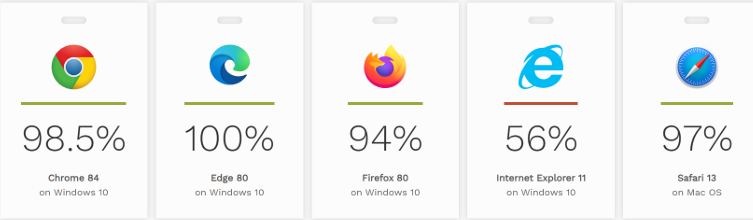 98.5%
Chrome 84
on Windows 10
100%
Edge 80
on Windows 10
94%
Firefox 80
on Windows 10
56%
Internet Explorer 11
on Windows 10
97%
Safari 13
on Mac OS